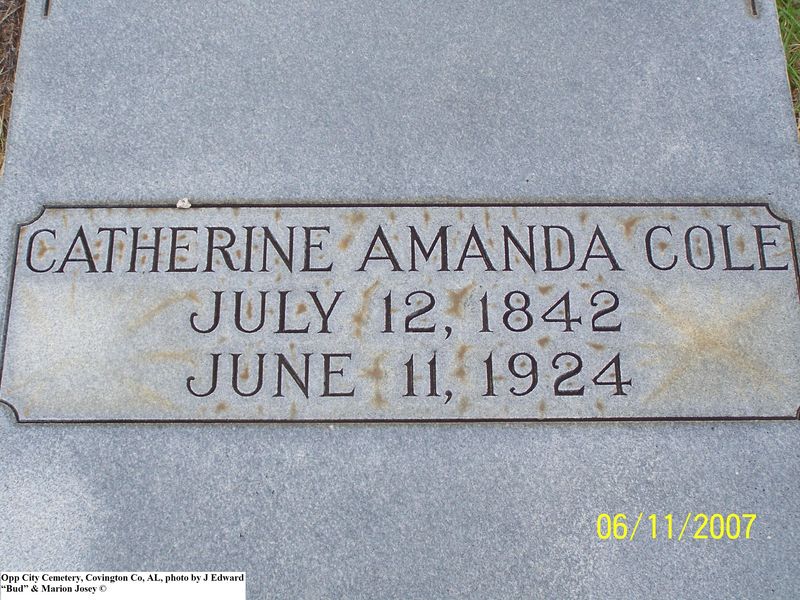 CATHERINE AMANDA COLE
JULY 12, 1842
JUNE 11, 1924
06/11/2007
Opp City Cemetery, Covington Co, AL, photo by J Edward
“Bud” & Marion Josey ©